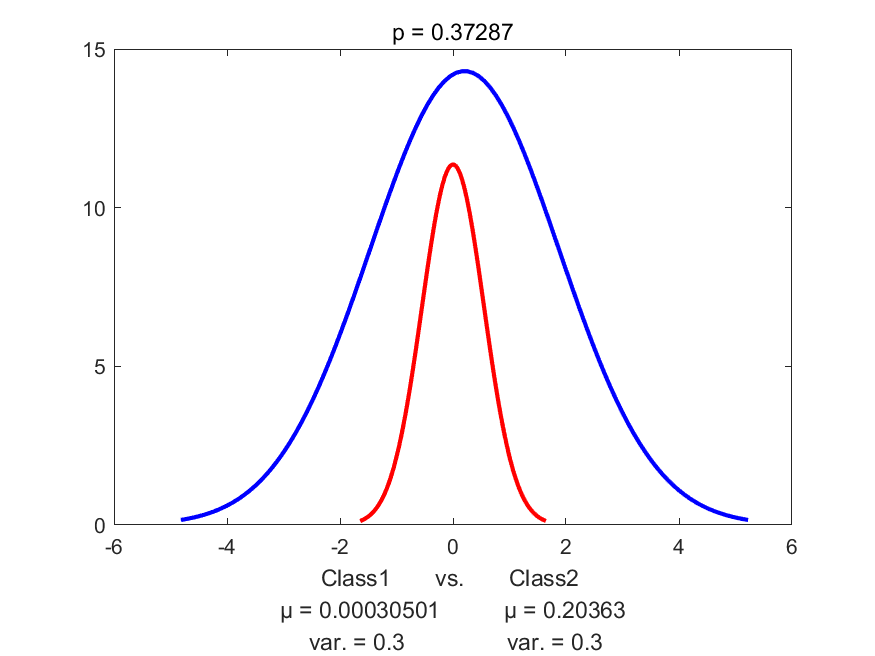 p = 0.37287
15
10
5
0
-6 -4 -2 0 2 4 6
Class1 vs. Class2
μ = 0.00030501 μ = 0.20363
var. = 0.3 var. = 0.3